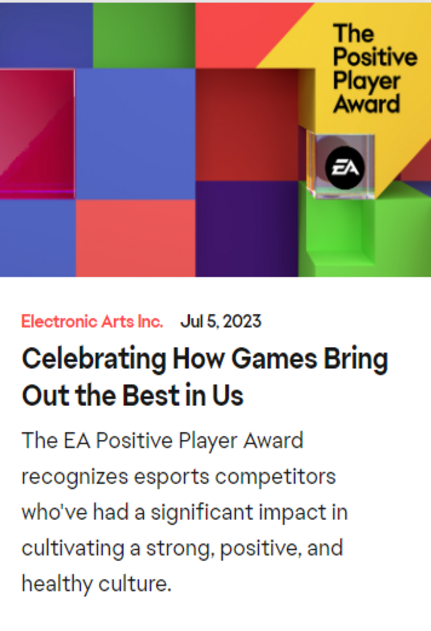 The
Positive
Player
Award
EA
Electronic Arts Inc. Jul 5, 2023
Celebrating How Games Bring
Out the Best in Us
The EA Positive Player Award
recognizes esports competitors
who've had a significant impact in
cultivating a strong, positive, and
healthy culture.